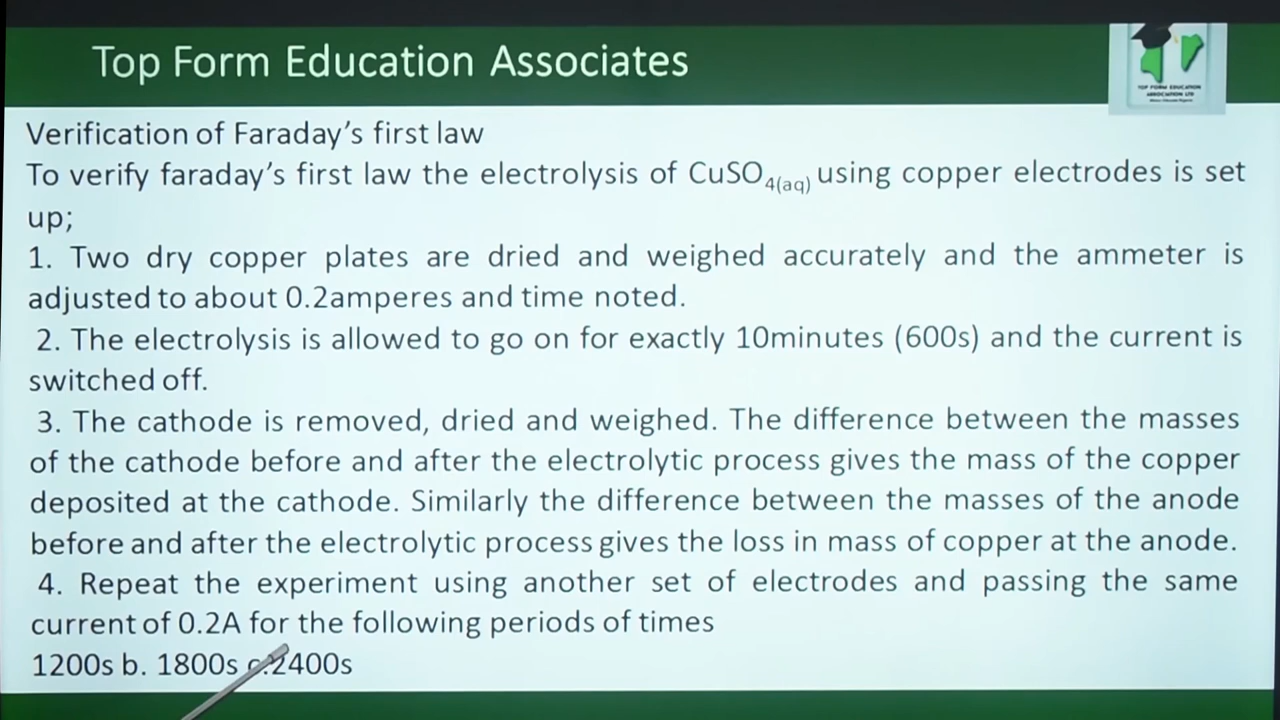 Top Form Education Associates
TOP FORM EDUCATION
ASSOCIATION LTD
Verification of Faraday's first law
To verify faraday's first law the electrolysis of CuSO4(aq) using copper electrodes is set
up;
1. Two dry copper plates are dried and weighed accurately and the ammeter is
adjusted to about 0.2amperes and time noted.
2. The electrolysis is allowed to go on for exactly 10minutes (600s) and the current is
switched off.
3. The cathode is removed, dried and weighed. The difference between the masses
of the cathode before and after the electrolytic process gives the mass of the copper
deposited at the cathode. Similarly the difference between the masses of the anode
before and after the electrolytic process gives the loss in mass of copper at the anode.
4. Repeat the experiment using another set of electrodes and passing the same
current of 0.2A for the following periods of times
1200s b. 1800s c.2400s